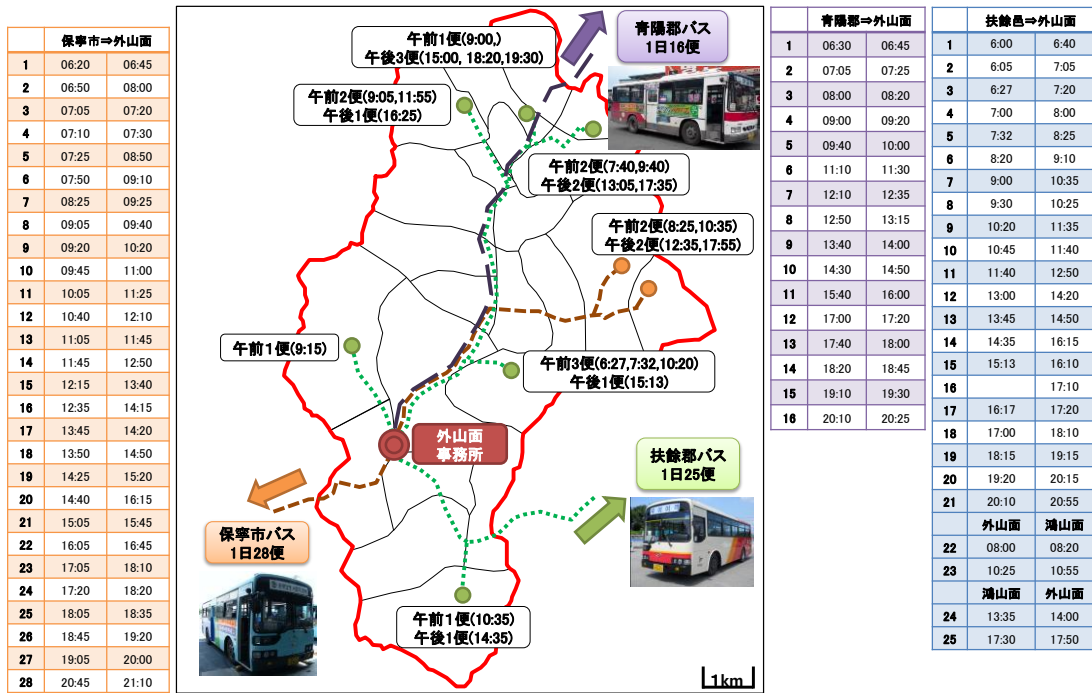 保寧市⇒外山面
1 06:20 06:45
2 06:50 08:00
3 07:05 07:20
4 07:10 07:30
5 07:25 08:50
6 07:50 09:10
7 08:25 09:25
8 09:05 09:40
9 09:20 10:20
10 09:45 11:00
11 10:05 11:25
12 10:40 12:10
13 11:05 11:45
14 11:45 12:50
15 12:15 13:40
16 12:35 14:15
17 13:45 14:20
18 13:50 14:50
19 14:25 15:20
20 14:40 16:15
21 15:05 15:45
22 16:05 16:45
23 17:05 18:10
24 17:20 18:20
25 18:05 18:35
26 18:45 19:20
27 19:05 20:00
28 20:45 21:10
午前1便(9:00,)
午後3便(15:00, 18:20,19:30)
青陽郡バス
1日16便
午前2便(9:05,11:55)
午後1便(16:25)
午前2便(7:40,9:40)
午後2便(13:05,17:35)
午前2便(8:25,10:35)
午後2便(12:35,17:55)
午前1便(9:15)
午前3便(6:27,7:32,10:20)
午後1便(15:13)
外山面
事務所
扶餘郡バス
1日25便
保寧市バス
1日28便
午前1便(10:35)
午後1便(14:35)
1km
青陽郡⇒外山面
1 06:30 06:45
2 07:05 07:25
3 08:00 08:20
4 09:00 09:20
5 09:40 10:00
6 11:10 11:30
7 12:10 12:35
8 12:50 13:15
9 13:40 14:00
10 14:30 14:50
11 15:40 16:00
12 17:00 17:20
13 17:40 18:00
14 18:20 18:45
15 19:10 19:30
16 20:10 20:25
扶餘邑⇒外山面
1 6:00 6:40
2 6:05 7:05
3 6:27 7:20
4 7:00 8:00
5 7:32 8:25
6 8:20 9:10
7 9:00 10:35
8 9:30 10:25
9 10:20 11:35
10 10:45 11:40
11 11:40 12:50
12 13:00 14:20
13 13:45 14:50
14 14:35 16:15
15 15:13 16:10
16 17:10
17 16:17 17:20
18 17:00 18:10
19 18:15 19:15
20 19:20 20:15
21 20:10 20:55
外山面 鴻山面
22 08:00 08:20
23 10:25 10:55
鴻山面 外山面
24 13:35 14:00
25 17:30 17:50